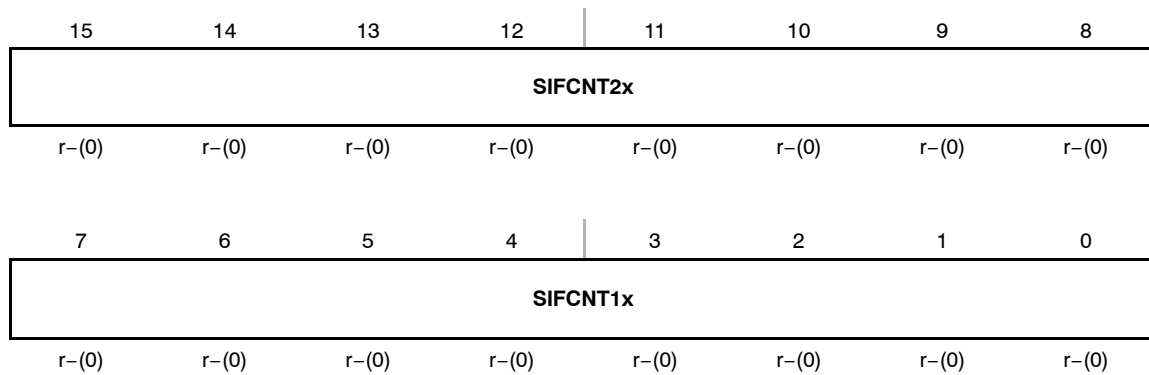 15 14 13 12 11 10 9 8
SIFCNT2x
r−(0) r−(0) r−(0) r−(0) r−(0) r−(0) r−(0) r−(0)
7 6 5 4 3 2 1 0
SIFCNT1x
r−(0) r−(0) r−(0) r−(0) r−(0) r−(0) r−(0) r−(0)